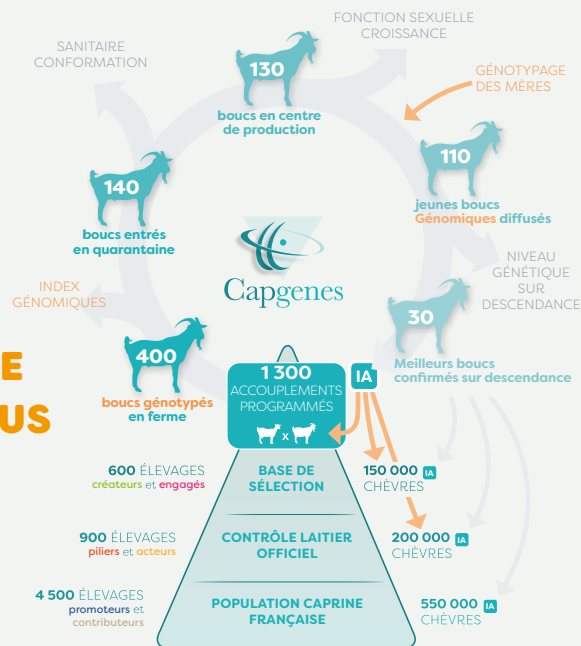 FONCTION SEXUELLE
CROISSANCE
SANITAIRE
CONFORMATION
130
boucs en centre
de production
GÉNOTYPAGE
DES MÈRES
110
jeunes boucs
Génomiques diffusés
140
boucs entrés
en quarantaine
Capgenes
NIVEAU
GÉNÉTIQUE
SUR
DESCENDANCE
INDEX
GÉNOMIQUES
30
Meilleurs boucs
confirmés sur descendance
400
boucs génotypés
en ferme
E
US
1 300
ACCOUPLEMENTS
PROGRAMMÉS
x
IA
600 ÉLEVAGES
créateurs et engagés
BASE DE
SÉLECTION
150 000 IA
CHÈVRES
900 ÉLEVAGES
piliers et acteurs
CONTRÔLE LAITIER
OFFICIEL
200 000 IA
CHÈVRES
4 500 ÉLEVAGES
promoteurs et
contributeurs
POPULATION CAPRINE
FRANÇAISE
550 000 IA
CHÈVRES